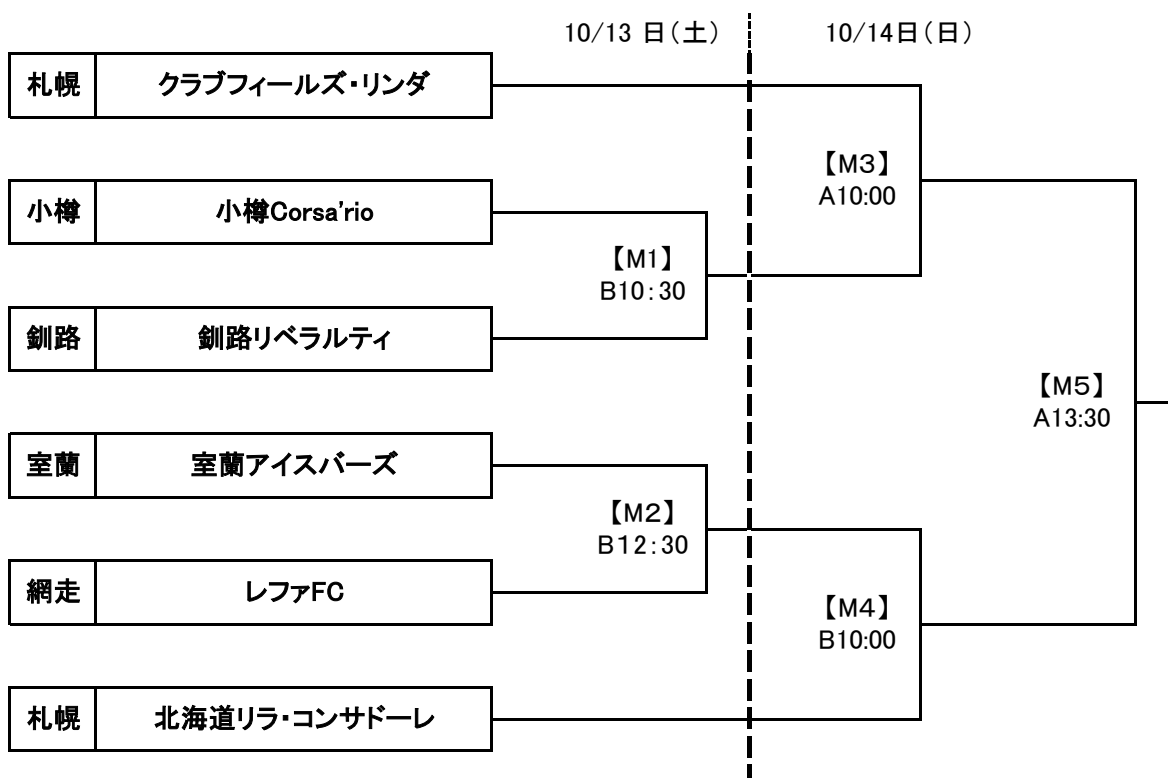 10/13 日(土) 10/14日(日)
札幌 クラブフィールズ・リンダ
【M3】
A10:00
小樽 小樽Corsa'rio
【M1】
B10:30
釧路 釧路リベラルティ
【M5】
A13:30
室蘭 室蘭アイスバーズ
【M2】
B12:30
網走 レファFC
【M4】
B10:00
札幌 北海道リラ・コンサドーレ